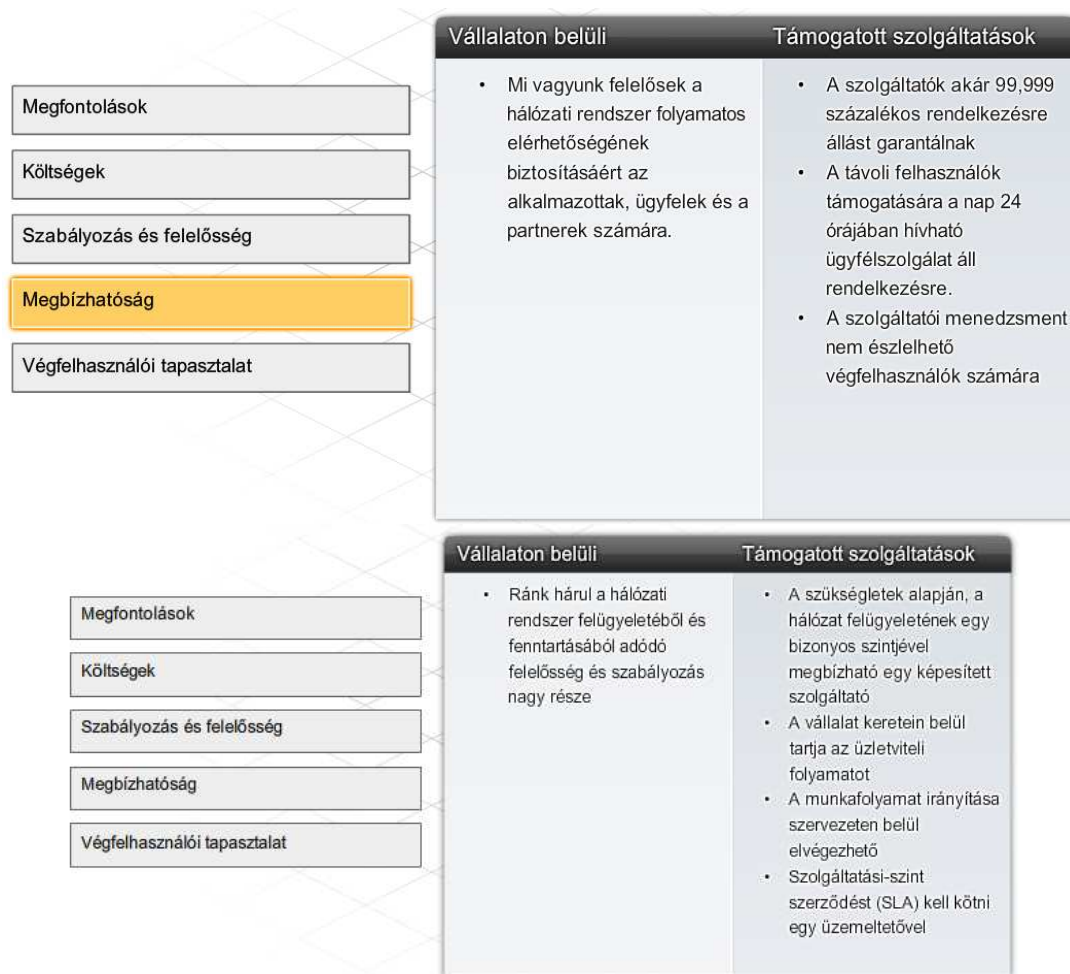 Megfontolások
Költségek
Szabályozás és felelősség
Megbízhatóság
Végfelhasználói tapasztalat
Vállalaton belüli
• Mi vagyunk felelősek a
hálózati rendszer folyamatos
elérhetőségének
biztosításáért az
alkalmazottak, ügyfelek és a
partnerek számára.
Támogatott szolgáltatások
• A szolgáltatók akár 99,999
százalékos rendelkezésre
állást garantálnak
• A távoli felhasználók
támogatására a nap 24
órájában hívható
ügyfélszolgálat áll
rendelkezésre.
• A szolgáltatói menedzsment
nem észlelhető
végfelhasználók számára
Megfontolások
Költségek
Szabályozás és felelősség
Megbízhatóság
Végfelhasználói tapasztalat
Vállalaton belüli
• Ránk hárul a hálózati
rendszer felügyeletéből és
fenntartásából adódó
felelősség és szabályozás
nagy része
Támogatott szolgáltatások
• A szükségletek alapján, a
hálózat felügyeletének egy
bizonyos szintjével
megbízható egy képesített
szolgáltató
• A vállalat keretein belül
tartja az üzletviteli
folyamatot
• A munkafolyamat irányítása
szervezeten belül
elvégezhető
• Szolgáltatási-szint
szerződést (SLA) kell kötni
egy üzemeltetővel